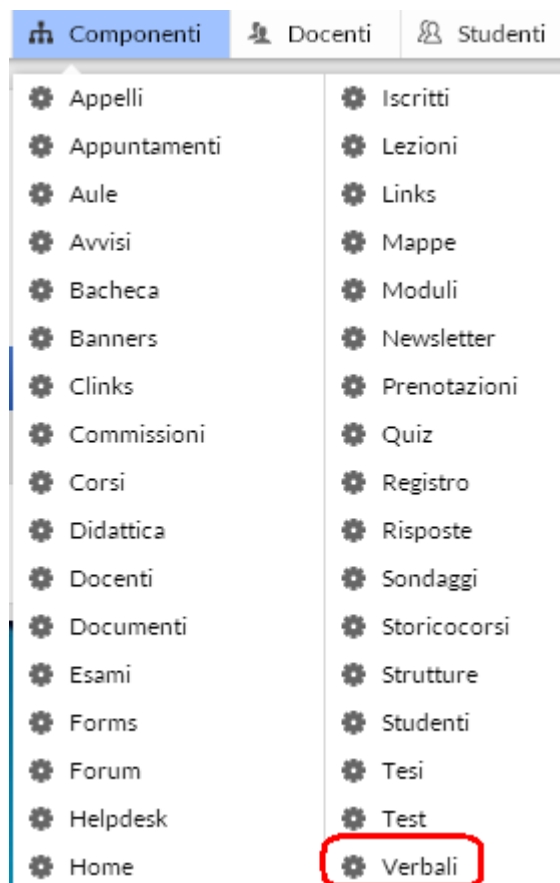 Componenti Docenti Studenti
Appelli
Appuntamenti
Aule
Avvisi
Bacheca
Banners
Clinks
Commissioni
Corsi
Didattica
Docenti
Documenti
Esami
Forms
Forum
Helpdesk
Home
Iscritti
Lezioni
Links
Mappe
Moduli
Newsletter
Prenotazioni
Quiz
Registro
Risposte
Sondaggi
Storicocorsi
Strutture
Studenti
Tesi
Test
Verbali